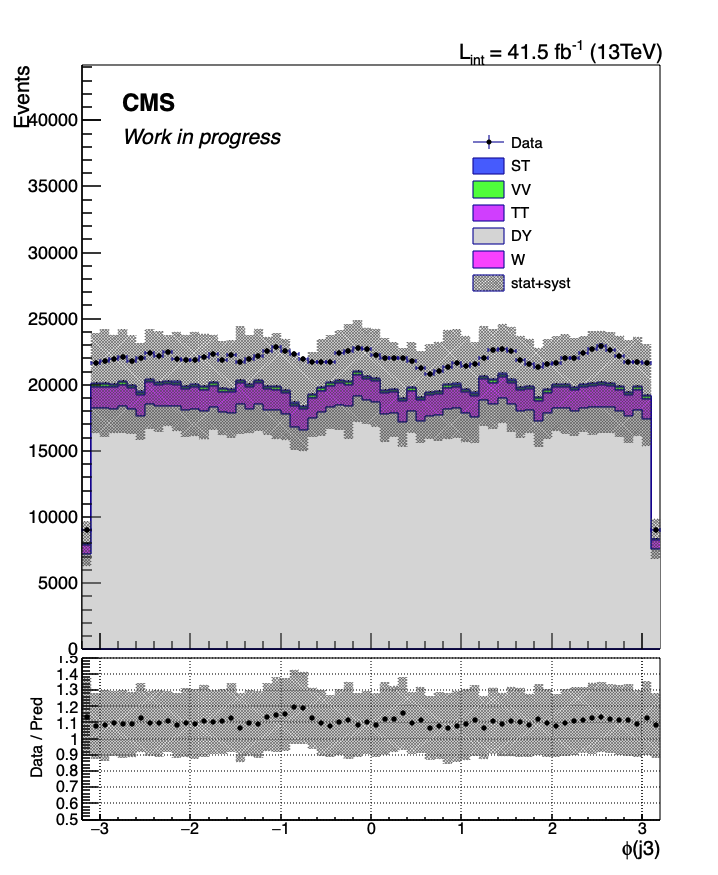 L_int = 41.5 fb^-1 (13TeV)
Events
CMS
Work in progress
Data
ST
VV
TT
DY
W
stat+syst
40000
35000
30000
25000
20000
15000
10000
5000
0
1.5
1.4
1.3
1.2
1.1
1
0.9
0.8
0.7
0.6
0.5
Data / Pred
−3 −2 −1 0 1 2 3
ϕ(j3)